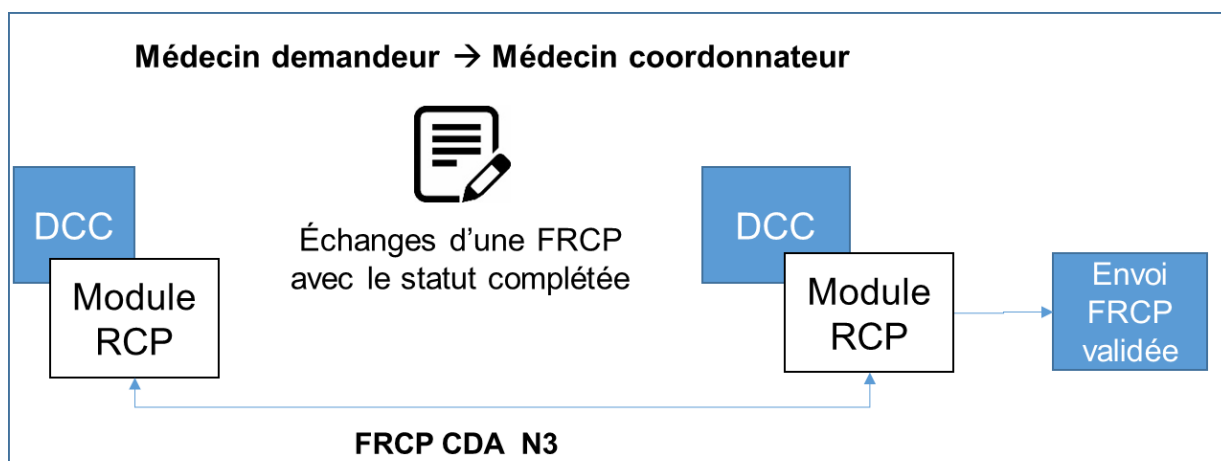 Médecin demandeur → Médecin coordonnateur
Échanges d’une FRCP
avec le statut complétée
DCC
Module
RCP
DCC
Module
RCP
Envoi
FRCP
validée
FRCP CDA N3